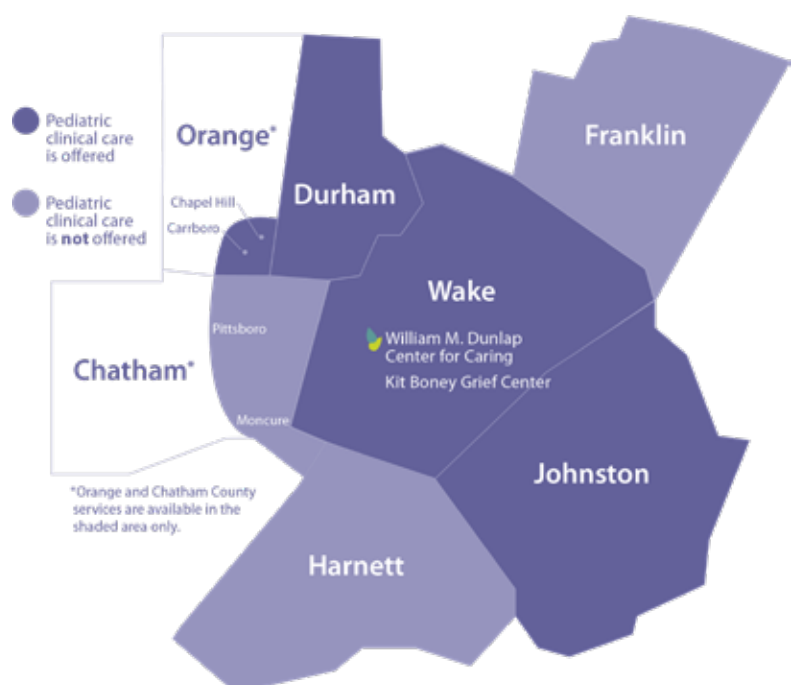 Pediatric
clinical care
is offered
Pediatric
clinical care
is not offered
Orange*
Chapel Hill
Carrboro
Durham
Franklin
Wake
William M. Dunlap
Center for Caring
Kit Boney Grief Center
Pittsboro
Chatham*
Moncure
*Orange and Chatham County
services are available in the
shaded area only.
Johnston
Harnett